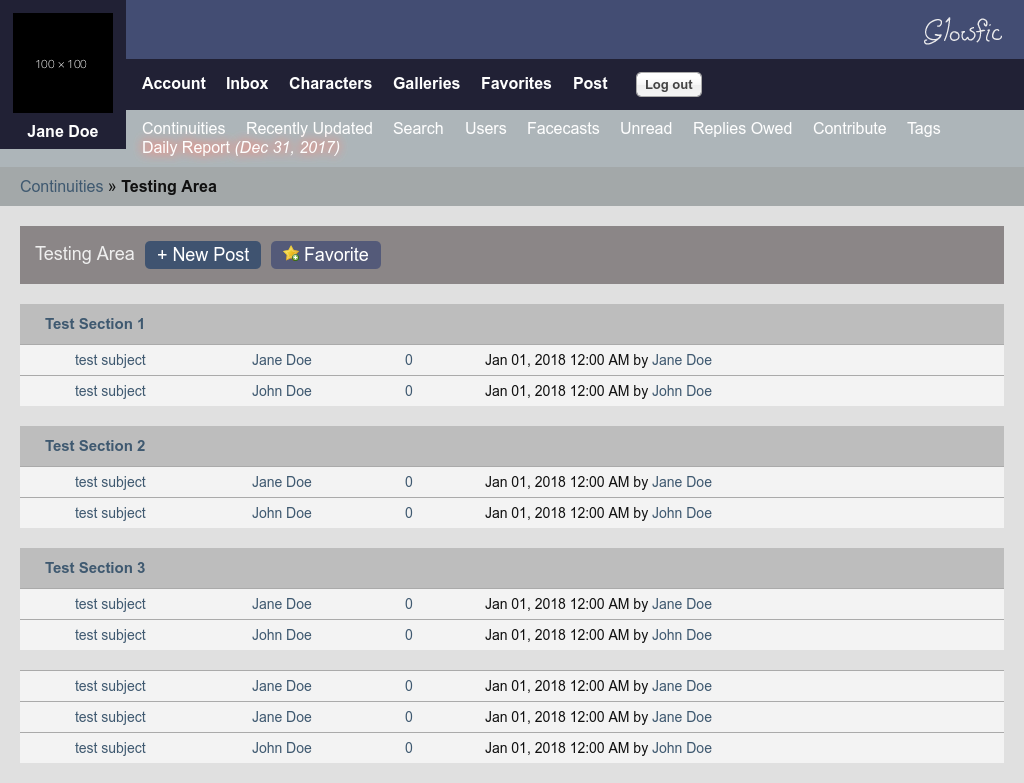 100 × 100
Glowfic
Account Inbox Characters Galleries Favorites Post Log out
Jane Doe
Continuities Recently Updated Search Users Facecasts Unread Replies Owed Contribute Tags
Daily Report (Dec 31, 2017)
Continuities » Testing Area
Testing Area + New Post Favorite
Test Section 1
test subject Jane Doe 0 Jan 01, 2018 12:00 AM by Jane Doe
test subject John Doe 0 Jan 01, 2018 12:00 AM by John Doe
Test Section 2
test subject Jane Doe 0 Jan 01, 2018 12:00 AM by Jane Doe
test subject John Doe 0 Jan 01, 2018 12:00 AM by John Doe
Test Section 3
test subject Jane Doe 0 Jan 01, 2018 12:00 AM by Jane Doe
test subject John Doe 0 Jan 01, 2018 12:00 AM by John Doe
test subject Jane Doe 0 Jan 01, 2018 12:00 AM by Jane Doe
test subject Jane Doe 0 Jan 01, 2018 12:00 AM by Jane Doe
test subject John Doe 0 Jan 01, 2018 12:00 AM by John Doe